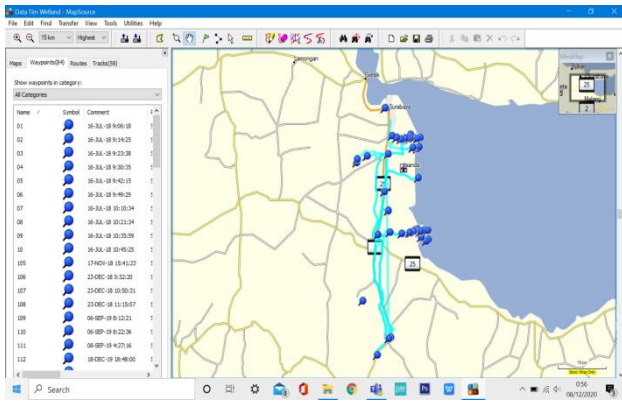 Data Tim Wetland - MapSource
File Edit Find Transfer View Tools Utilities Help
15 km Highest
Maps Waypoints(84) Routes Tracks(59)
Show waypoints in category:
All Categories
Name / Symbol Comment
01 16-JUL-18 9:06:18
02 16-JUL-18 9:14:25
03 16-JUL-18 9:23:38
04 16-JUL-18 9:30:35
05 16-JUL-18 9:42:15
06 16-JUL-18 9:49:29
07 16-JUL-18 10:10:34
08 16-JUL-18 10:21:34
09 16-JUL-18 10:35:59
10 16-JUL-18 10:45:25
105 17-NOV-18 15:41:23
106 23-DEC-18 5:32:20
107 23-DEC-18 10:50:31
108 23-DEC-18 11:15:07
109 06-SEP-19 8:12:21
110 06-SEP-19 8:22:36
111 08-SEP-19 4:27:16
112 18-DEC-19 18:48:00
Lamongan
Gresik
Surabaya
25
25
25
2
Malang
Search
0:56
08/12/2020